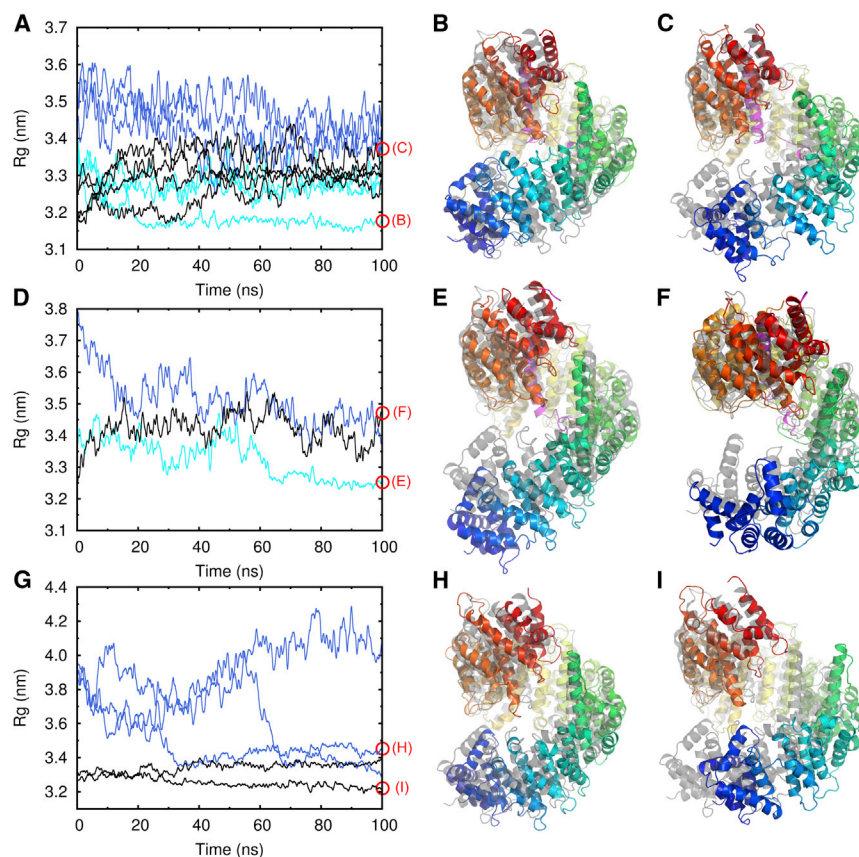 A
B
C
Rg (nm)
3.7
3.6
3.5
3.4
3.3
3.2
3.1
(C)
(B)
0 20 40 60 80 100
Time (ns)
D
E
F
Rg (nm)
3.8
3.7
3.6
3.5
3.4
3.3
3.2
3.1
(F)
(E)
0 20 40 60 80 100
Time (ns)
G
H
I
Rg (nm)
4.4
4.2
4.0
3.8
3.6
3.4
3.2
(H)
(I)
0 20 40 60 80 100
Time (ns)